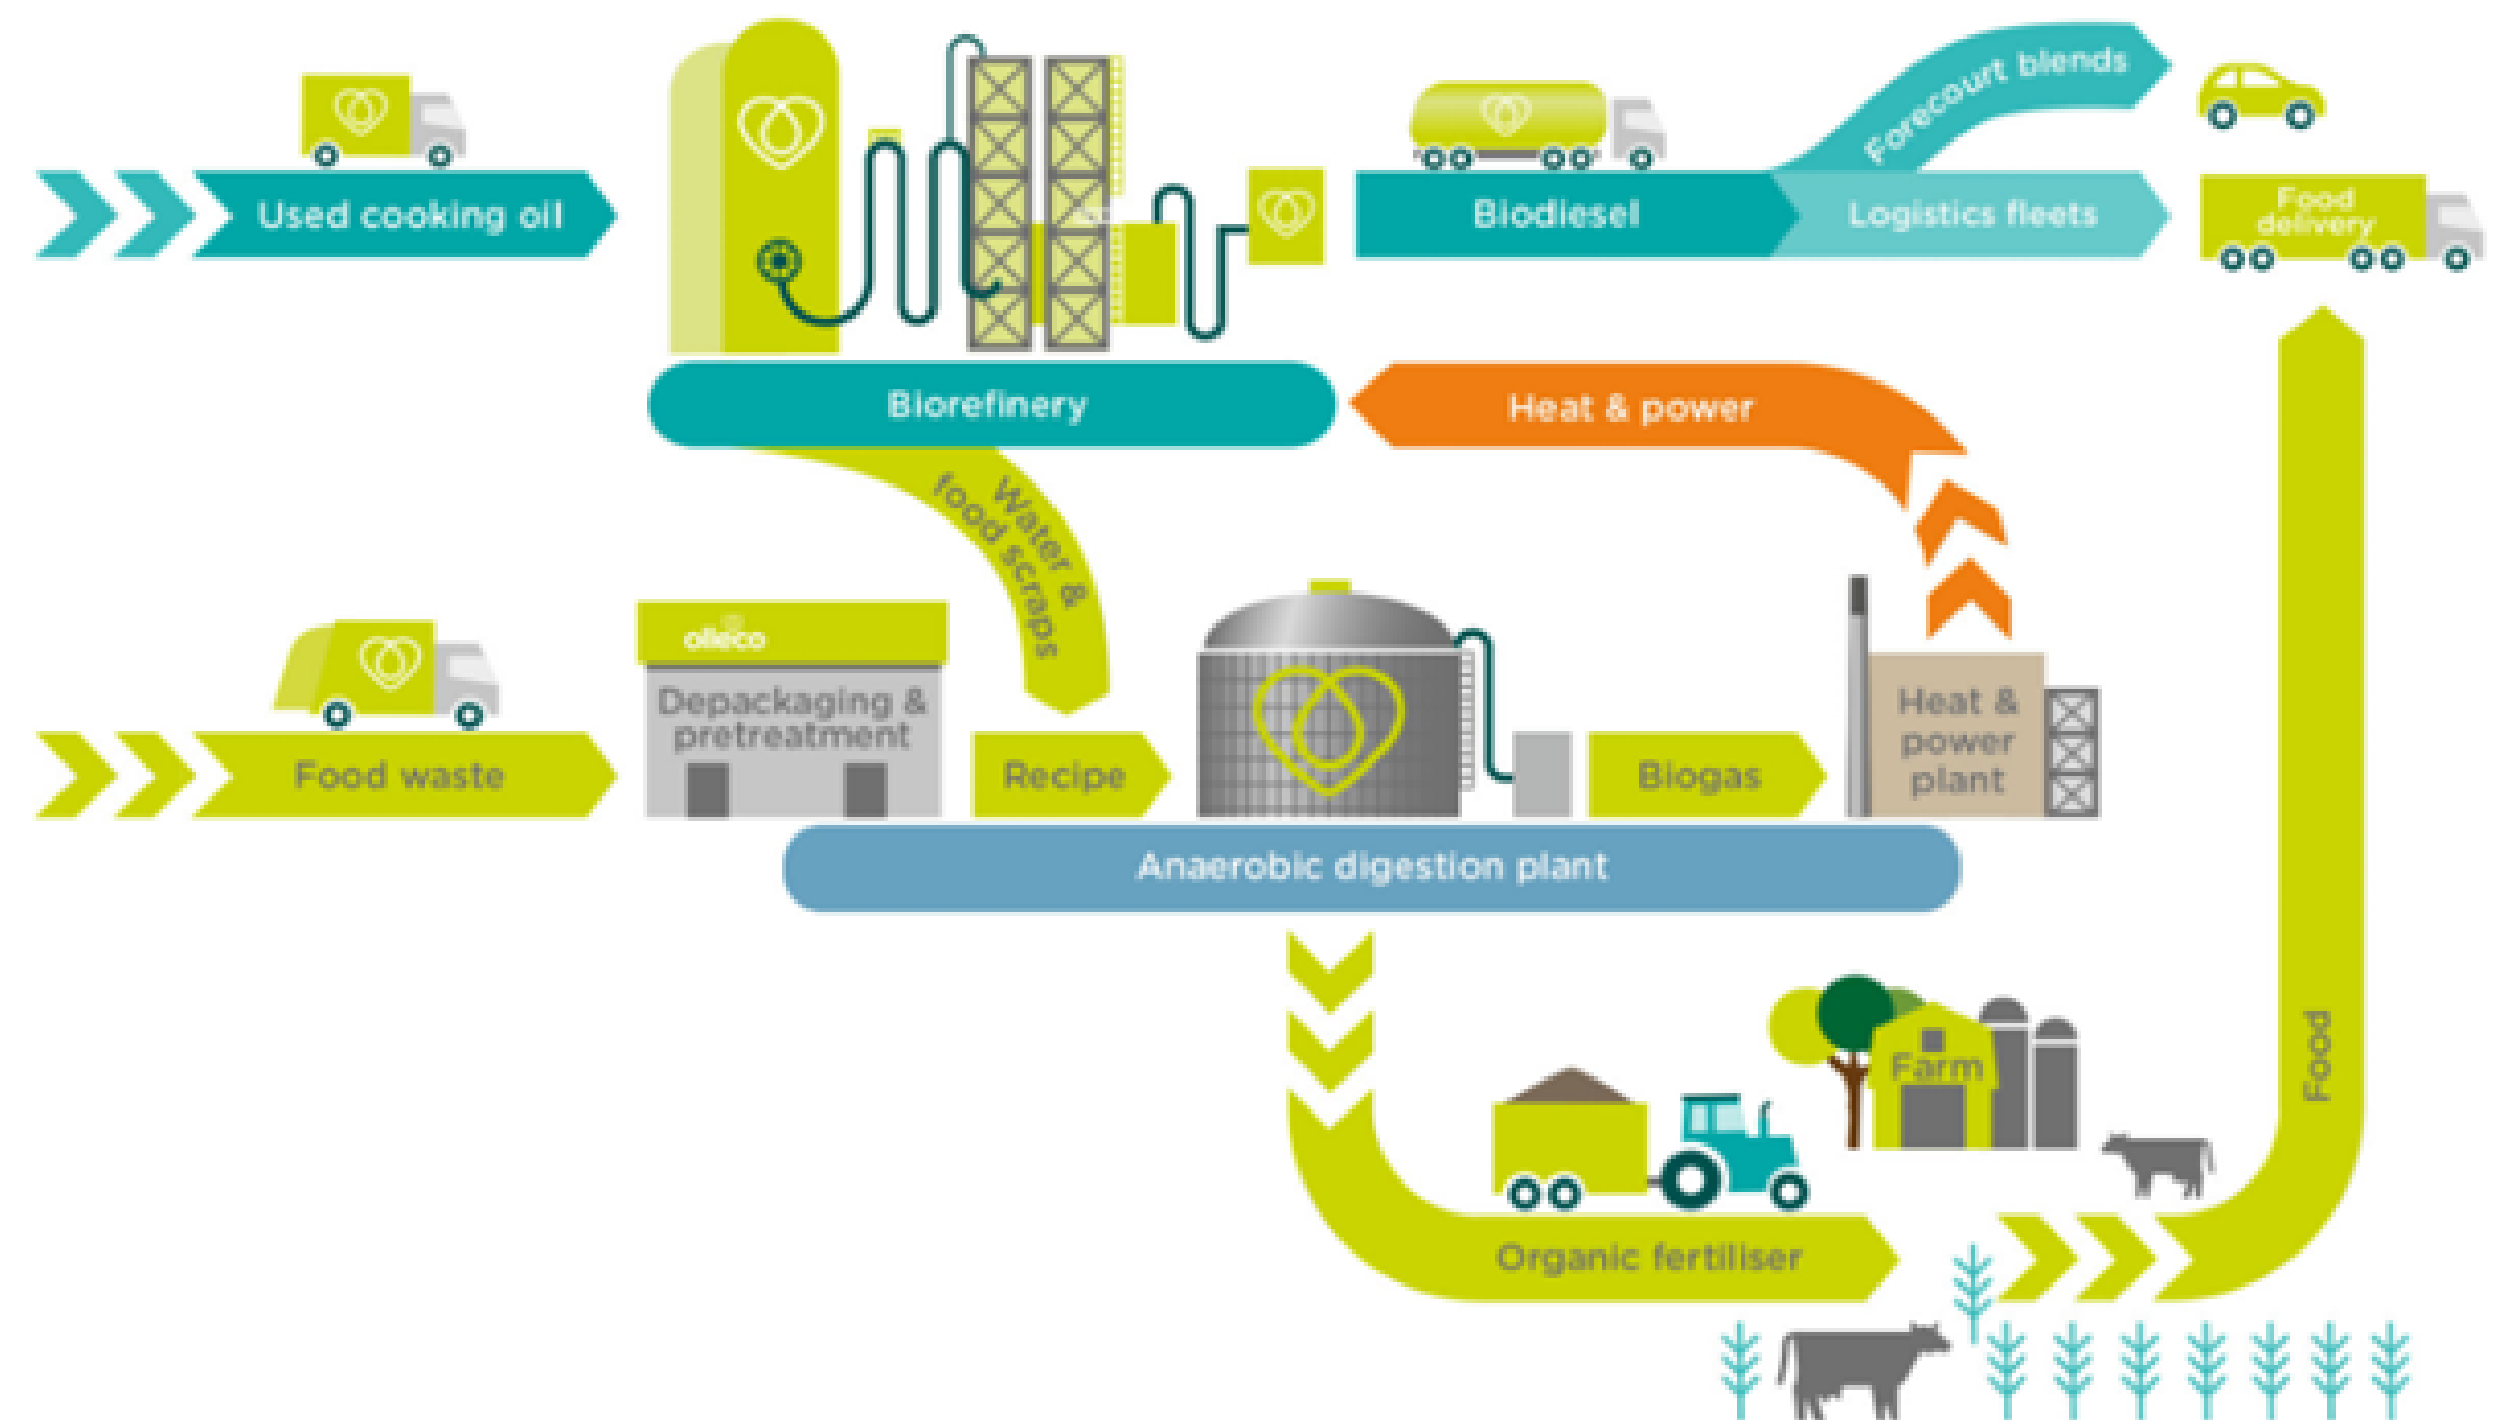 Used cooking oil
Biodiesel
Forecourt blends
Logistics fleets
Food
delivery
Biorefinery
Heat & power
Water &
food scraps
Food waste
olleco
Depackaging &
pretreatment
Recipe
Biogas
Heat &
power
plant
Anaerobic digestion plant
Farm
Organic fertiliser
Food